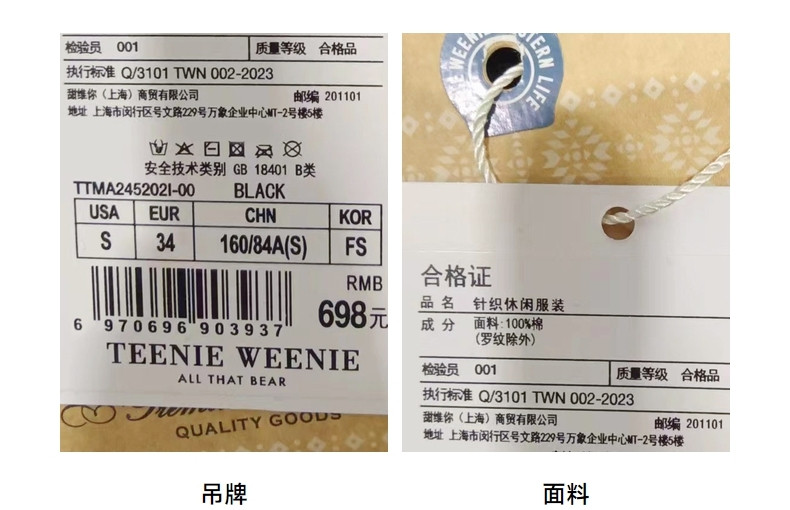 检验员 001 质量等级 合格品
执行标准 Q/3101 TWN 002-2023
甜维你(上海)商贸有限公司 邮编 201101
地址 上海市闵行区号文路229号万象企业中心MT-2号楼5楼
安全技术类别 GB 18401 B类
TTMA245202I-00 BLACK
USA EUR CHN KOR
S 34 160/84A(S) FS
RMB
698元
6 970696 903937
TEENIE WEENIE
ALL THAT BEAR
QUALITY GOODS
吊牌
WEENIE
ERN LIFE
合格证
品名 针织休闲服装
成分 面料:100%棉
(罗纹除外)
检验员 001 质量等级 合格品
执行标准 Q/3101 TWN 002-2023
甜维你(上海)商贸有限公司 邮编 201101
地址 上海市闵行区号文路229号万象企业中心MT-2号楼5楼
面料